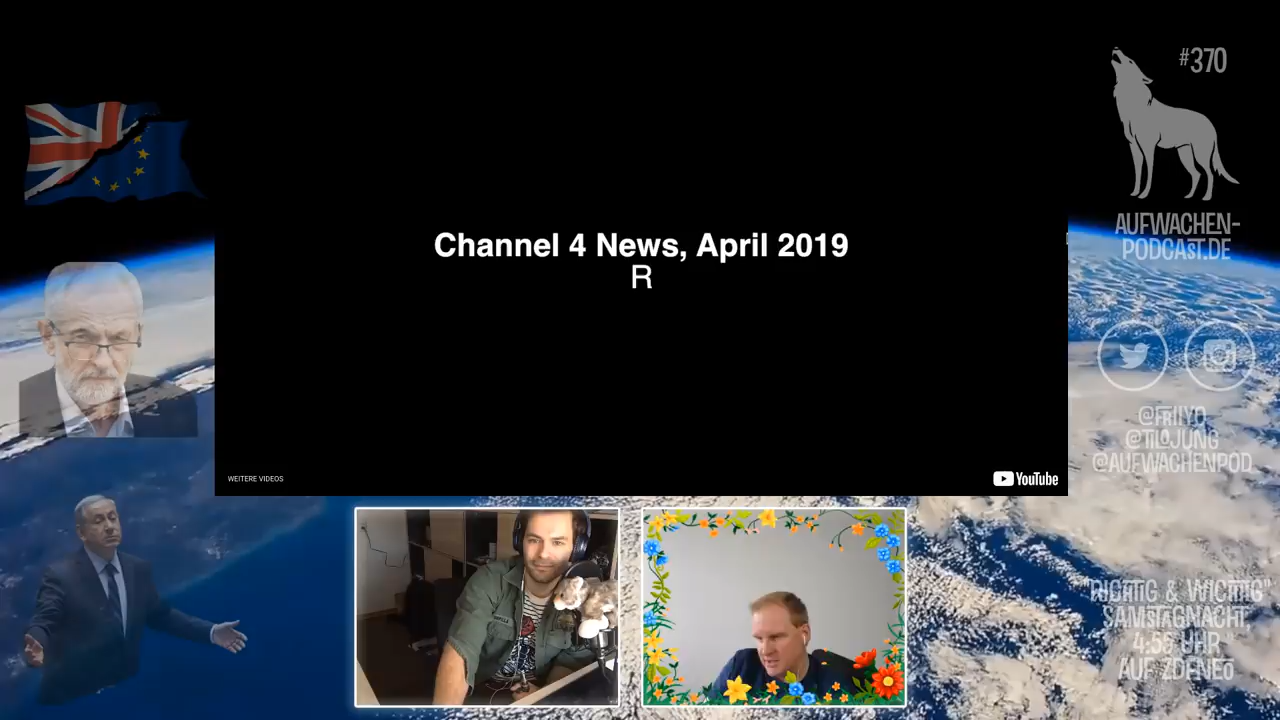 #370
AUFWACHEN-
PODCAST.DE
Channel 4 News, April 2019
R
WEITERE VIDEOS
YouTube
@FRIIYO
@TILOJUNG
@AUFWACHENPOD
"RICHTIG & WICHTIG"
SAMSTAGNACHT,
4:55 UHR
AUF ZDFNEO